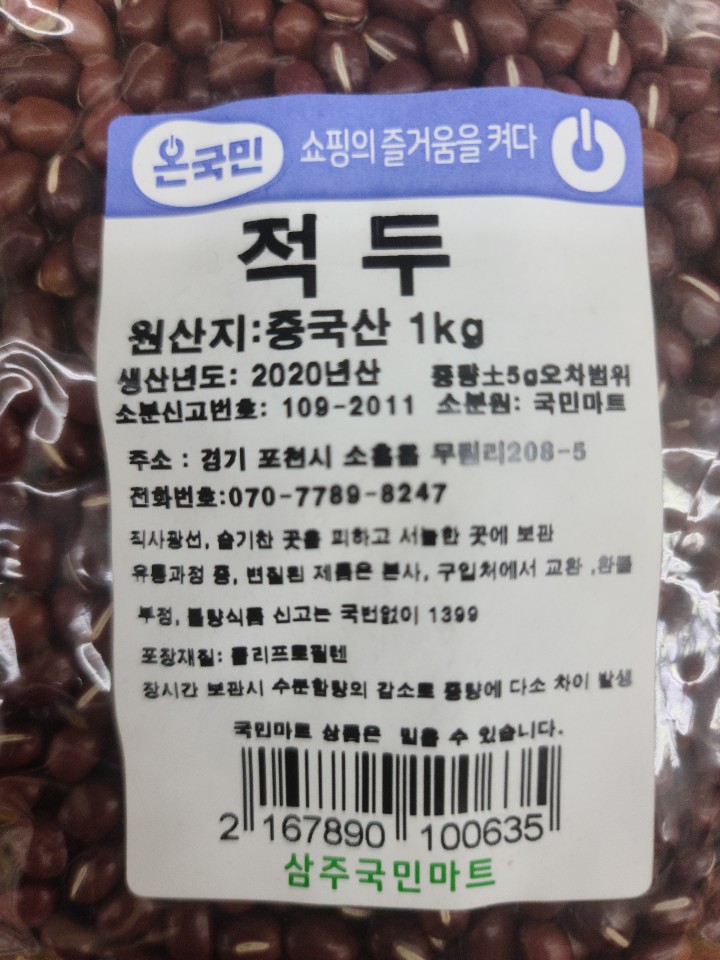 온국민 쇼핑의 즐거움을 켜다
적두
원산지:중국산 1kg
생산년도: 2020년산 중량±5g오차범위
소분신고번호: 109-2011 소분원: 국민마트
주소 : 경기 포천시 소흘읍 무림리208-5
전화번호:070-7789-8247
직사광선, 습기찬 곳을 피하고 서늘한 곳에 보관
유통과정 중, 변질된 제품은 본사, 구입처에서 교환 ,환불
부정, 불량식품 신고는 국번없이 1399
포장재질: 폴리프로필렌
장시간 보관시 수분함량의 감소로 중량에 다소 차이 발생
국민마트 상품은 믿을 수 있습니다.
2 167890 100635
삼주국민마트